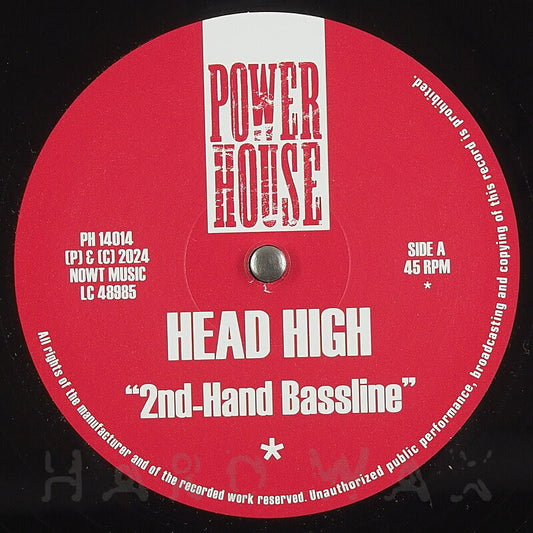 POWER
HOUSE
PH 14014
(P) & (C) 2024
NOWT MUSIC
LC 48985
SIDE A
45 RPM
*
HEAD HIGH
“2nd-Hand Bassline”
*
All rights of the manufacturer and of the recorded work reserved. Unauthorized public performance, broadcasting and copying of this record is prohibited.
HARD WAX